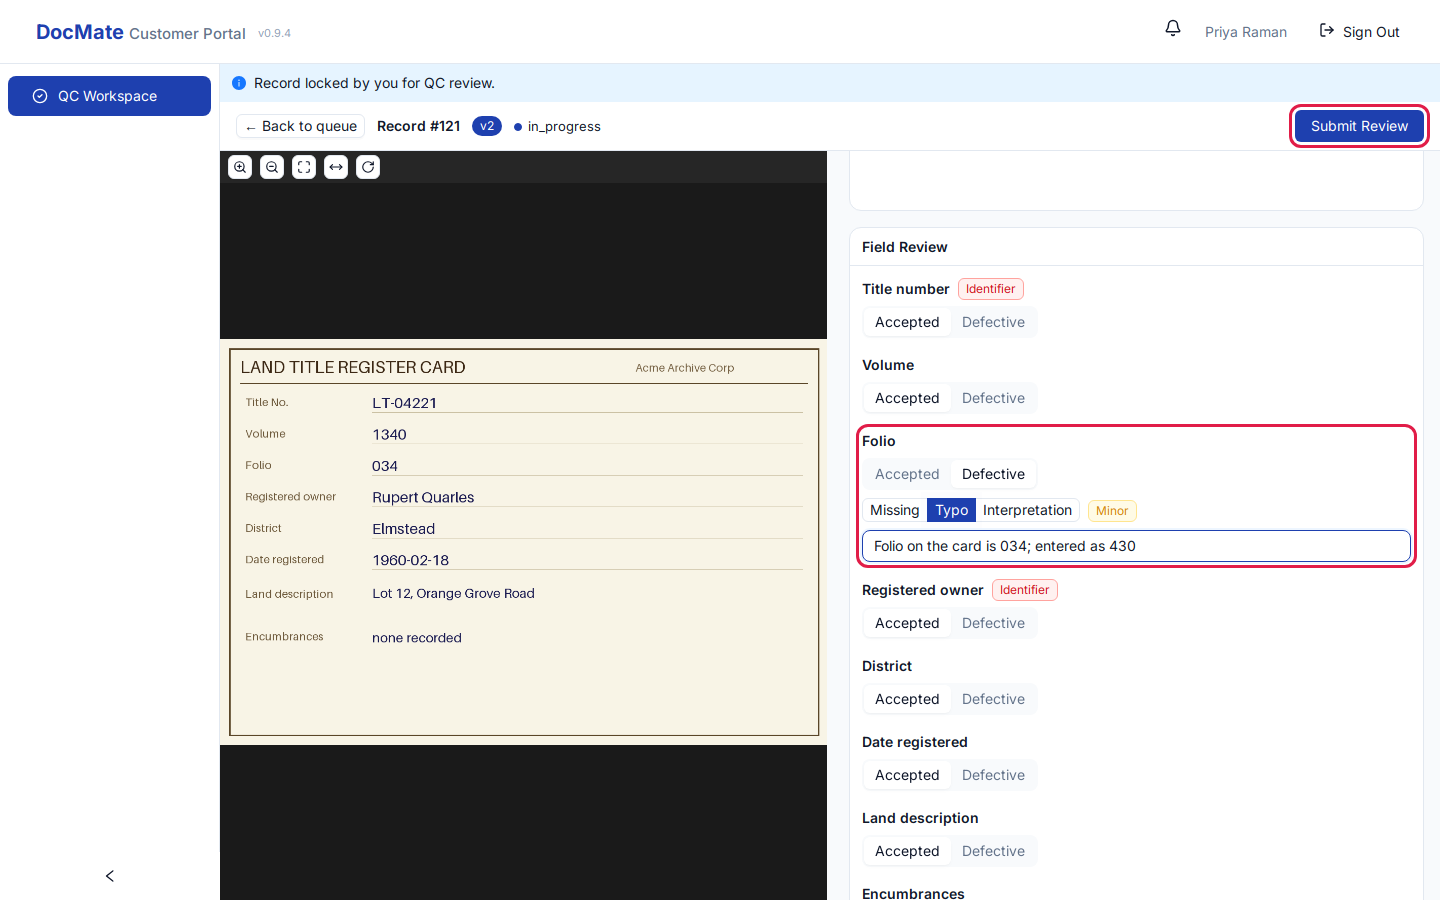 DocMate Customer Portal v0.9.4
Priya Raman
Sign Out
QC Workspace
Record locked by you for QC review.
← Back to queue
Record #121
v2
in_progress
Submit Review
LAND TITLE REGISTER CARD
Acme Archive Corp
Title No. LT-04221
Volume 1340
Folio 034
Registered owner Rupert Quarles
District Elmstead
Date registered 1960-02-18
Land description Lot 12, Orange Grove Road
Encumbrances none recorded
Field Review
Title number Identifier
Accepted Defective
Volume
Accepted Defective
Folio
Accepted Defective
Missing Typo Interpretation Minor
Folio on the card is 034; entered as 430
Registered owner Identifier
Accepted Defective
District
Accepted Defective
Date registered
Accepted Defective
Land description
Accepted Defective
Encumbrances